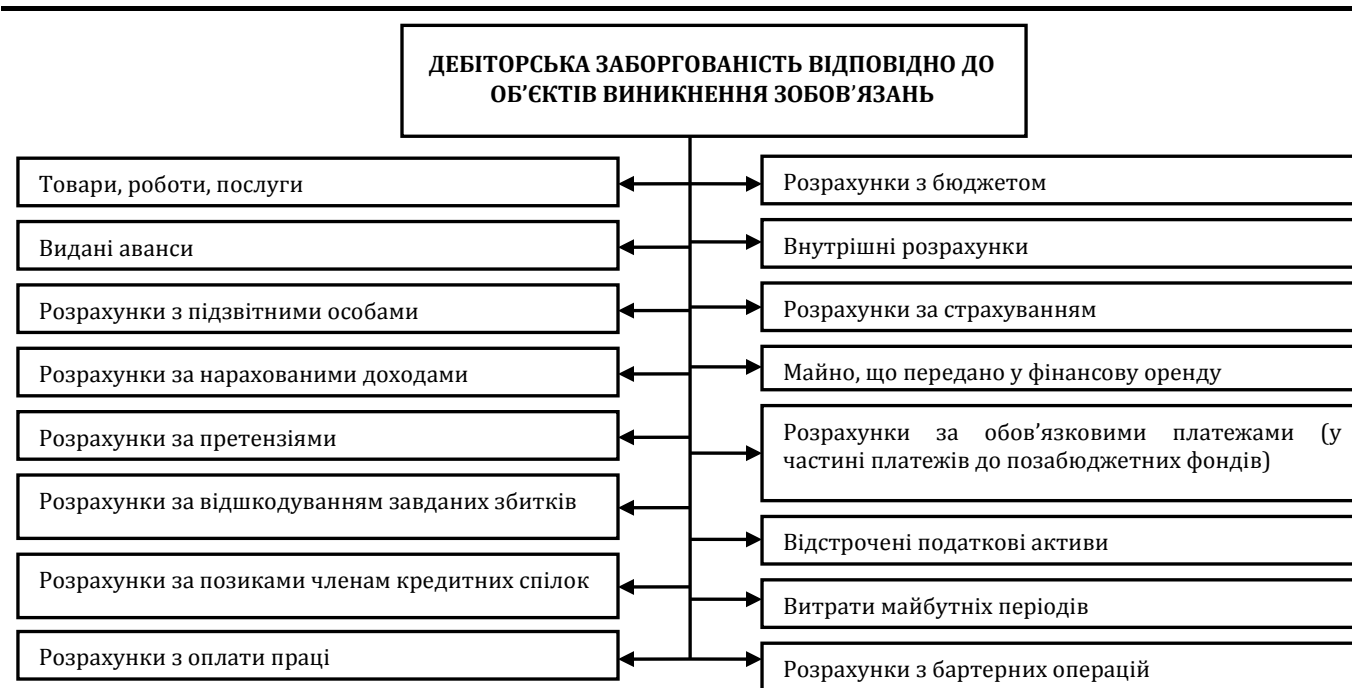 ДЕБІТОРСЬКА ЗАБОРГОВАНІСТЬ ВІДПОВІДНО ДО
ОБ’ЄКТІВ ВИНИКНЕННЯ ЗОБОВ’ЯЗАНЬ
Товари, роботи, послуги
Видані аванси
Розрахунки з підзвітними особами
Розрахунки за нарахованими доходами
Розрахунки за претензіями
Розрахунки за відшкодуванням завданих збитків
Розрахунки за позиками членам кредитних спілок
Розрахунки з оплати праці
Розрахунки з бюджетом
Внутрішні розрахунки
Розрахунки за страхуванням
Майно, що передано у фінансову оренду
Розрахунки за обов’язковими платежами (у
частині платежів до позабюджетних фондів)
Відстрочені податкові активи
Витрати майбутніх періодів
Розрахунки з бартерних операцій